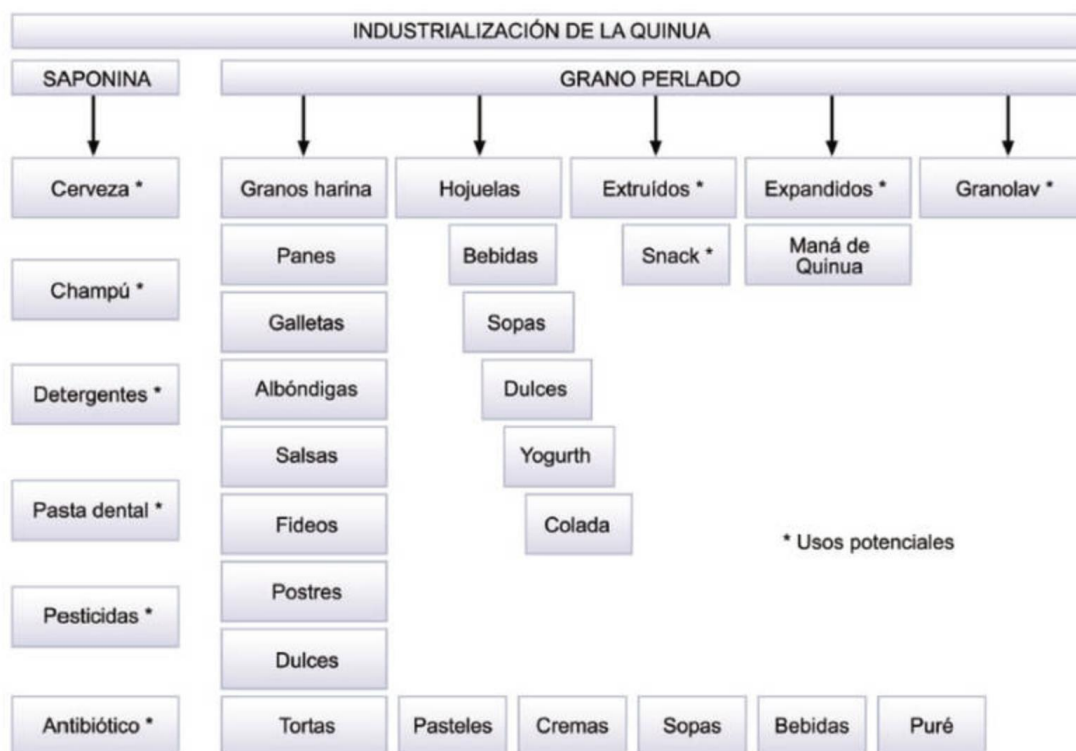 INDUSTRIALIZACIÓN DE LA QUINUA
SAPONINA
GRANO PERLADO
Cerveza *
Granos harina
Hojuelas
Extruídos *
Expandidos *
Granolav *
Champú *
Panes
Bebidas
Snack *
Maná de
Quinua
Galletas
Sopas
Detergentes *
Albóndigas
Dulces
Salsas
Yogurth
Pasta dental *
Fideos
Colada
* Usos potenciales
Pesticidas *
Postres
Dulces
Antibiótico *
Tortas
Pasteles
Cremas
Sopas
Bebidas
Puré